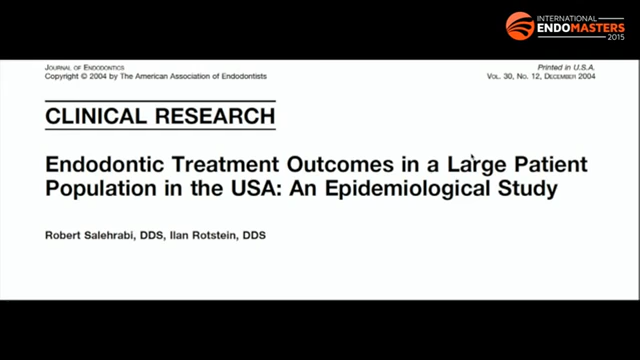 INTERNATIONAL
ENDOMASTERS
2015
JOURNAL OF ENDODONTICS
Copyright © 2004 by The American Association of Endodontists
Printed in U.S.A.
VOL. 30, NO. 12, DECEMBER 2004
CLINICAL RESEARCH
Endodontic Treatment Outcomes in a Large Patient
Population in the USA: An Epidemiological Study
Robert Salehrabi, DDS, Ilan Rotstein, DDS